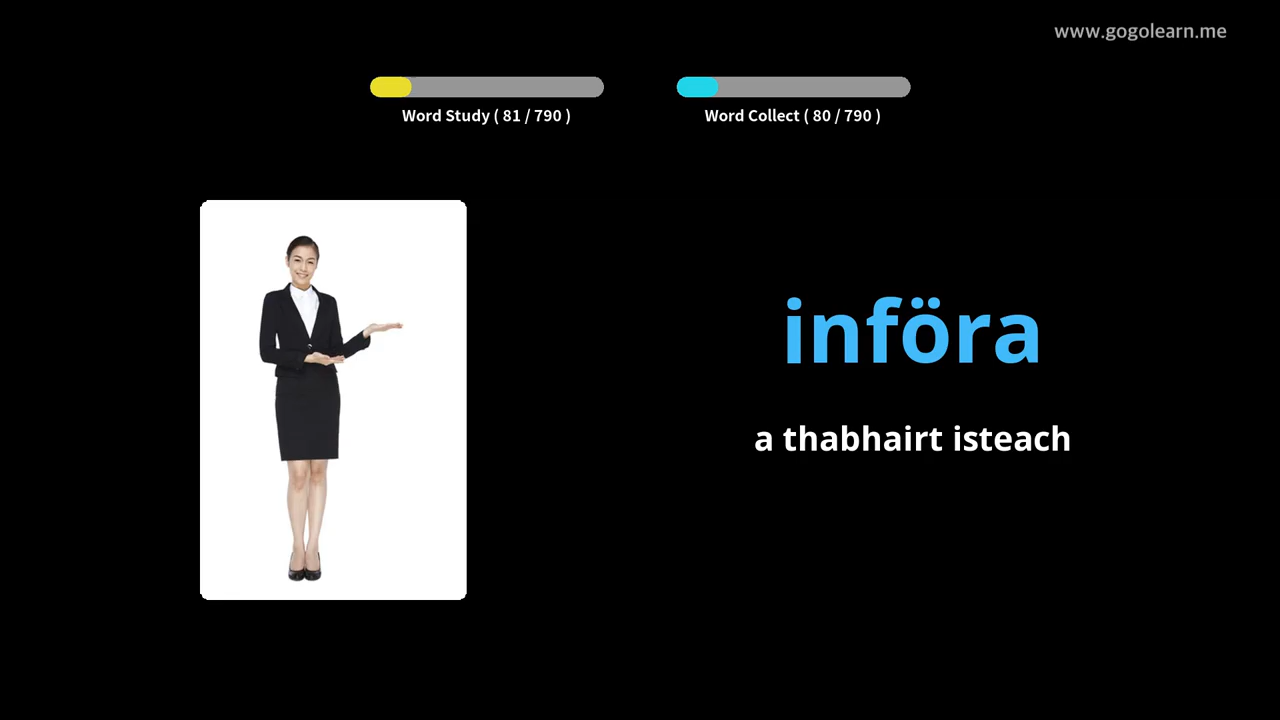 www.gogolearn.me
Word Study ( 81 / 790 )
Word Collect ( 80 / 790 )
införa
a thabhairt isteach